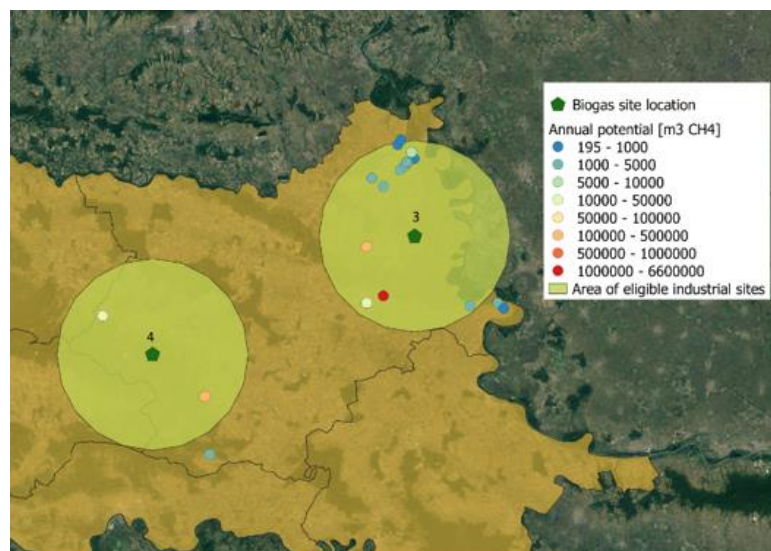 Biogas site location
Annual potential [m3 CH4]
195 - 1000
1000 - 5000
5000 - 10000
10000 - 50000
50000 - 100000
100000 - 500000
500000 - 1000000
1000000 - 6600000
Area of eligible industrial sites
3
4